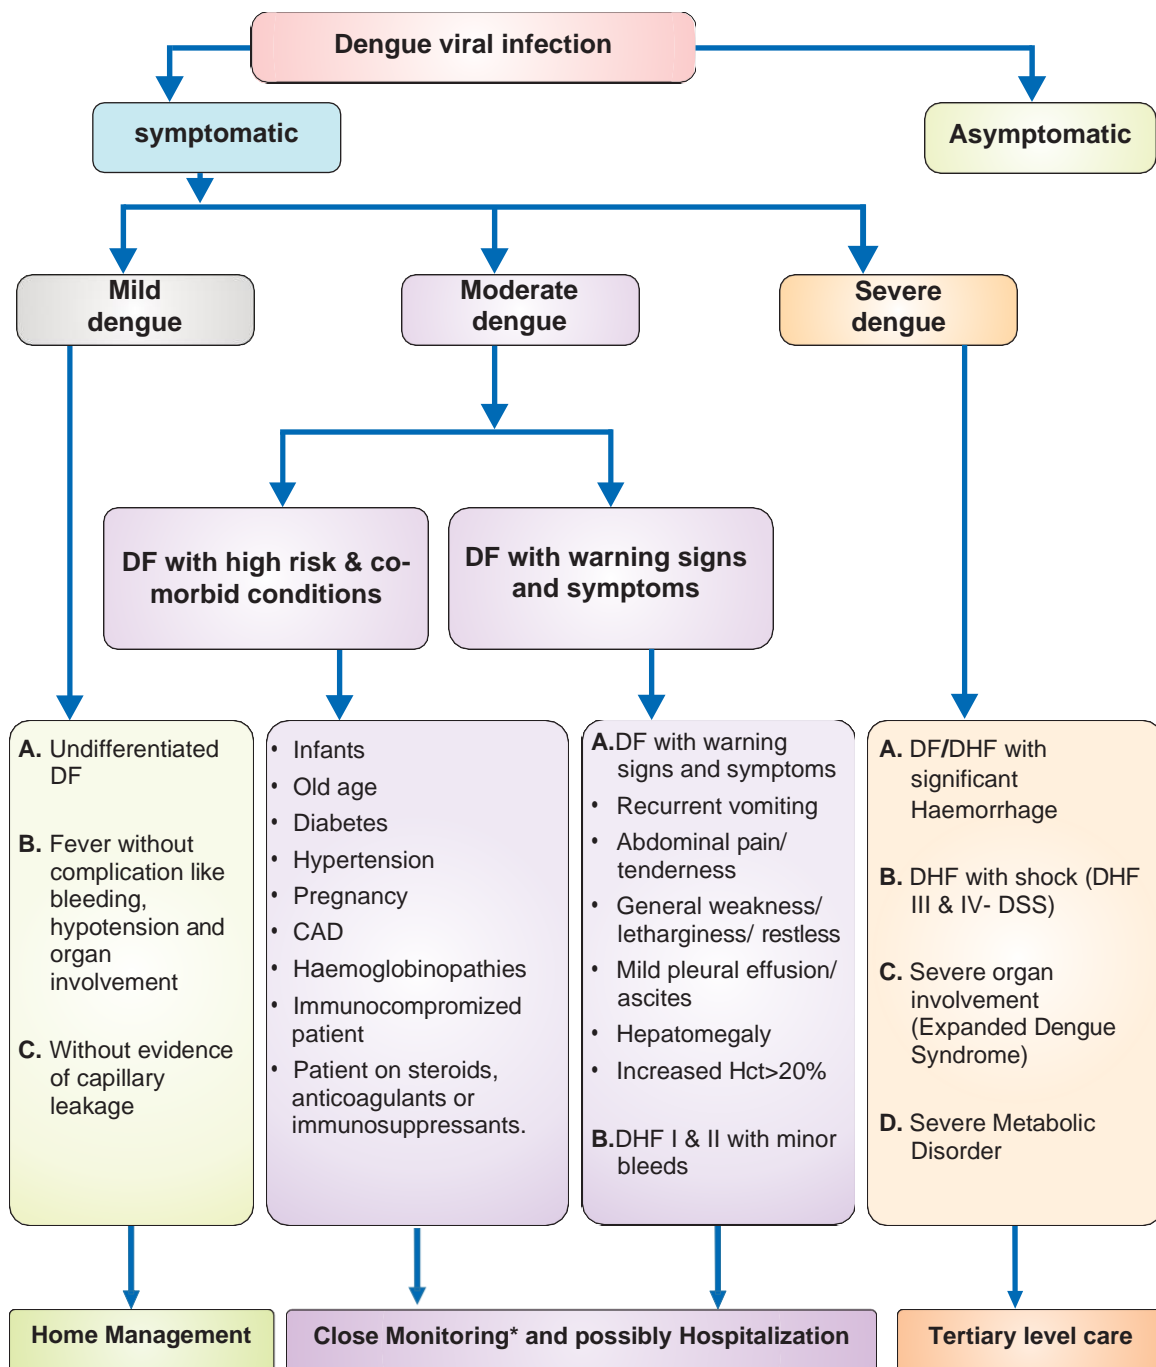 Dengue viral infection
symptomatic
Asymptomatic
Mild
dengue
Moderate
dengue
Severe
dengue
DF with high risk & co-
morbid conditions
DF with warning signs
and symptoms
A. Undifferentiated
DF
B. Fever without
complication like
bleeding,
hypotension and
organ
involvement
C. Without evidence
of capillary
leakage
• Infants
• Old age
• Diabetes
• Hypertension
• Pregnancy
• CAD
• Haemoglobinopathies
• Immunocompromized
patient
• Patient on steroids,
anticoagulants or
immunosuppressants.
A.DF with warning
signs and symptoms
• Recurrent vomiting
• Abdominal pain/
tenderness
• General weakness/
letharginess/ restless
• Mild pleural effusion/
ascites
• Hepatomegaly
• Increased Hct>20%
B.DHF I & II with minor
bleeds
A. DF/DHF with
significant
Haemorrhage
B. DHF with shock (DHF
III & IV- DSS)
C. Severe organ
involvement
(Expanded Dengue
Syndrome)
D. Severe Metabolic
Disorder
Home Management
Close Monitoring* and possibly Hospitalization
Tertiary level care